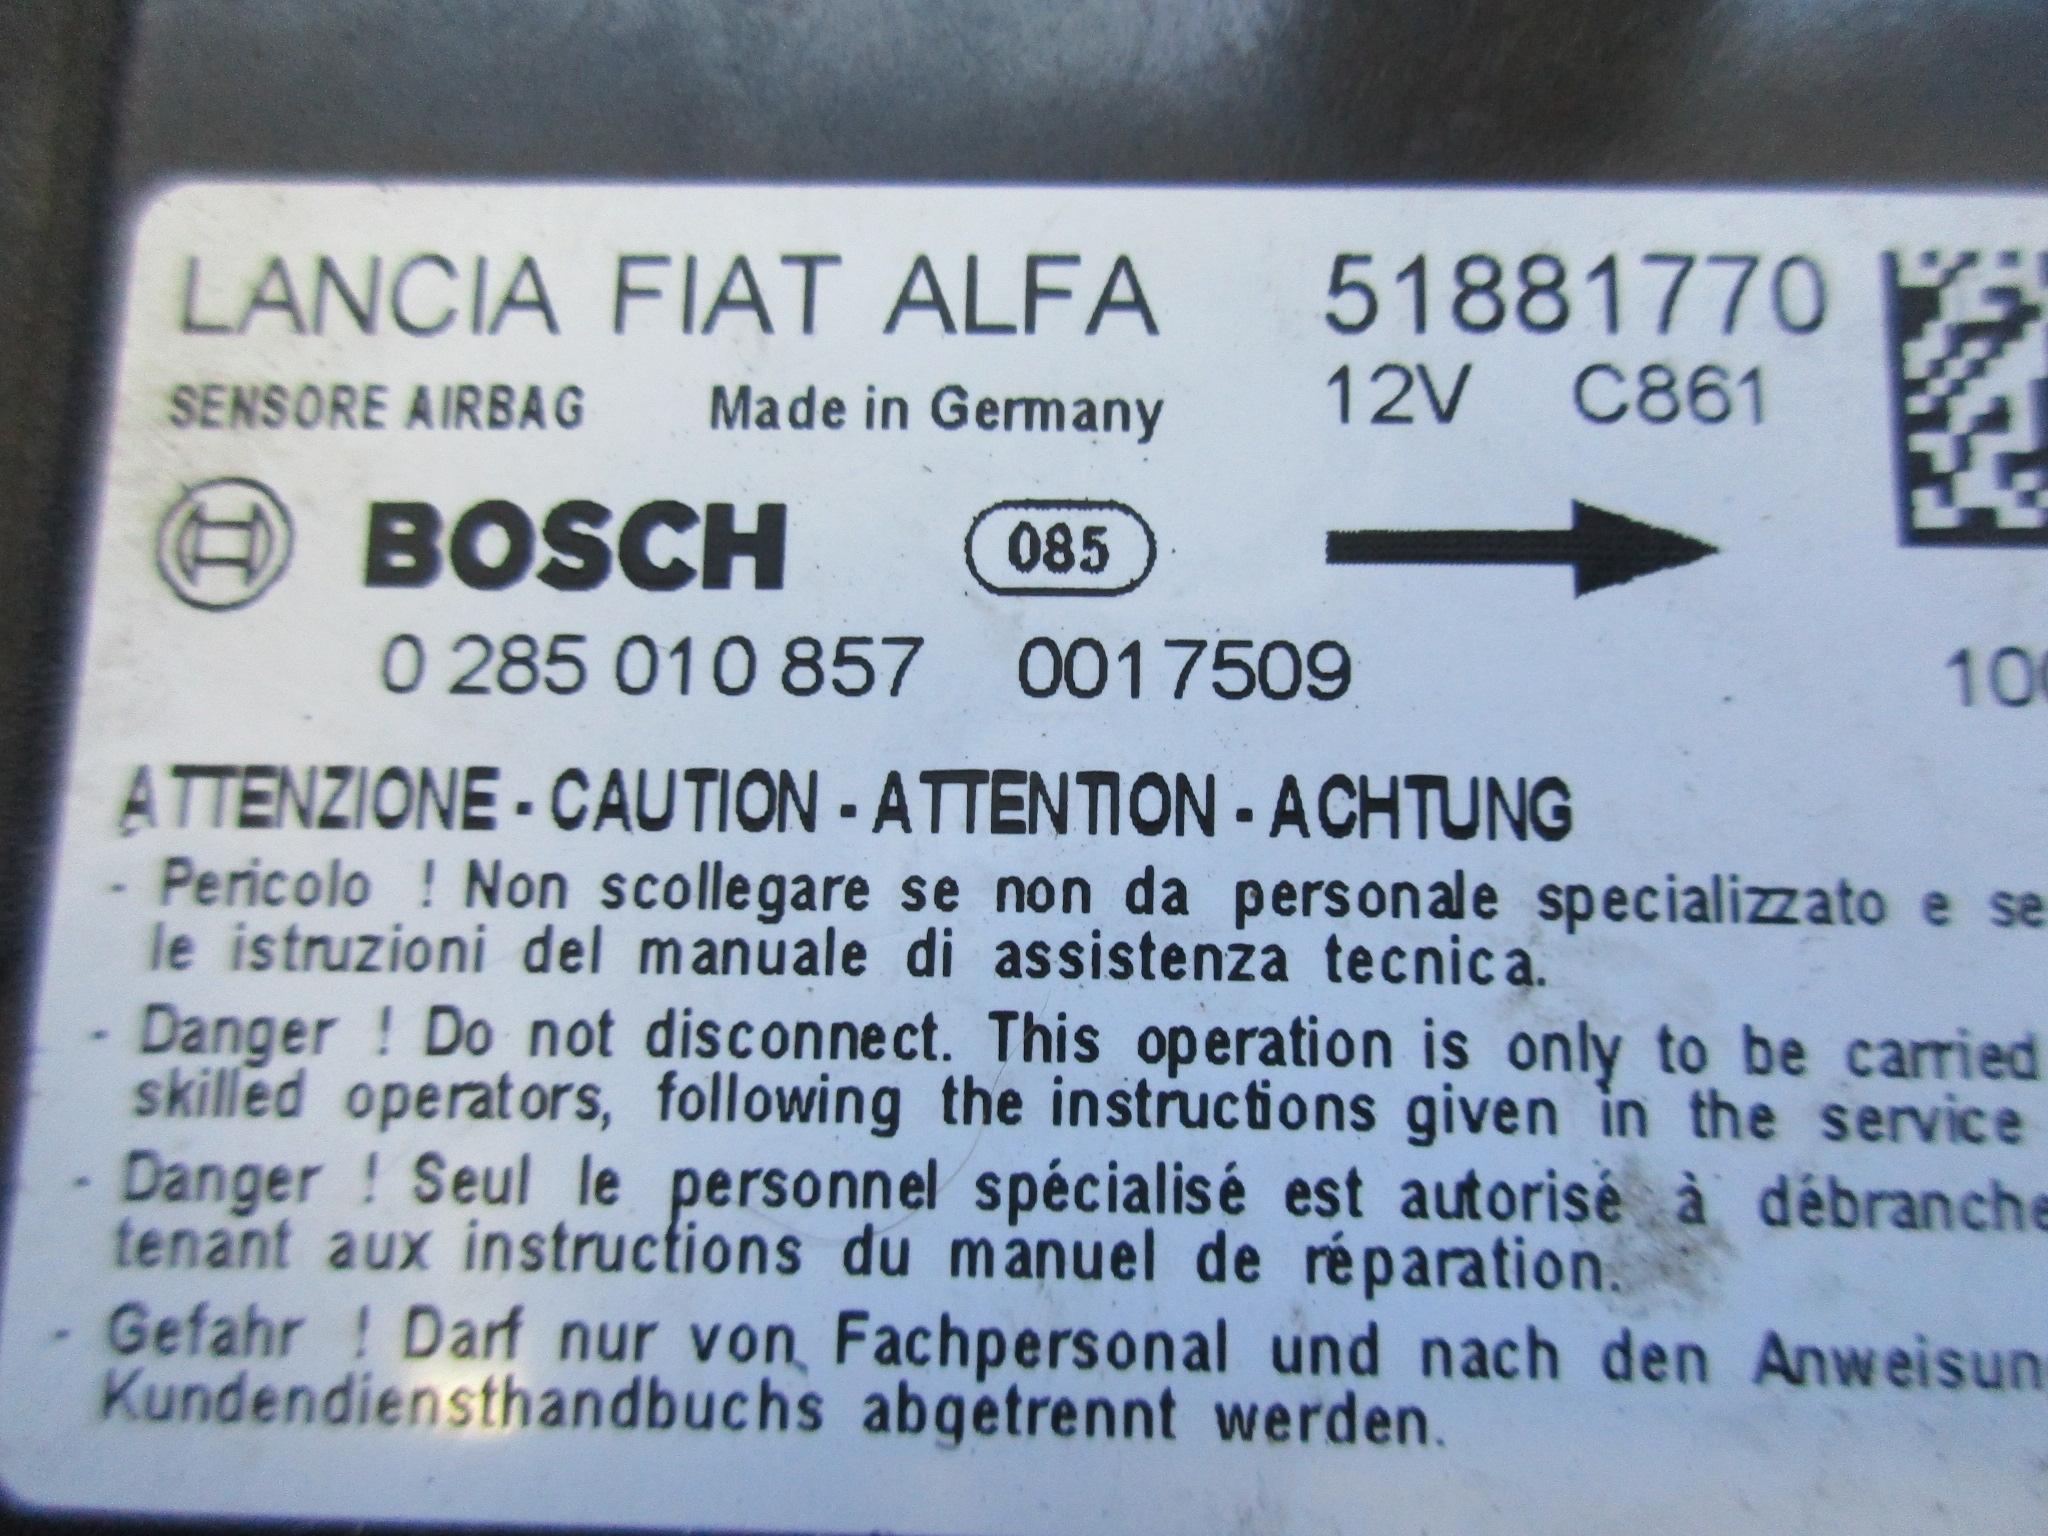 LANCIA FIAT ALFA 51881770
SENSORE AIRBAG Made in Germany 12V C861
BOSCH 085
0 285 010 857 0017509
ATTENZIONE - CAUTION - ATTENTION - ACHTUNG
- Pericolo ! Non scollegare se non da personale specializzato e
le istruzioni del manuale di assistenza tecnica.
- Danger ! Do not disconnect. This operation is only to be carried
skilled operators, following the instructions given in the service
- Danger ! Seul le personnel spécialisé est autorisé à
tenant aux instructions du manuel de réparation.
- Gefahr ! Darf nur von Fachpersonal und nach den
Kundendiensthandbuchs abgetrennt werden.